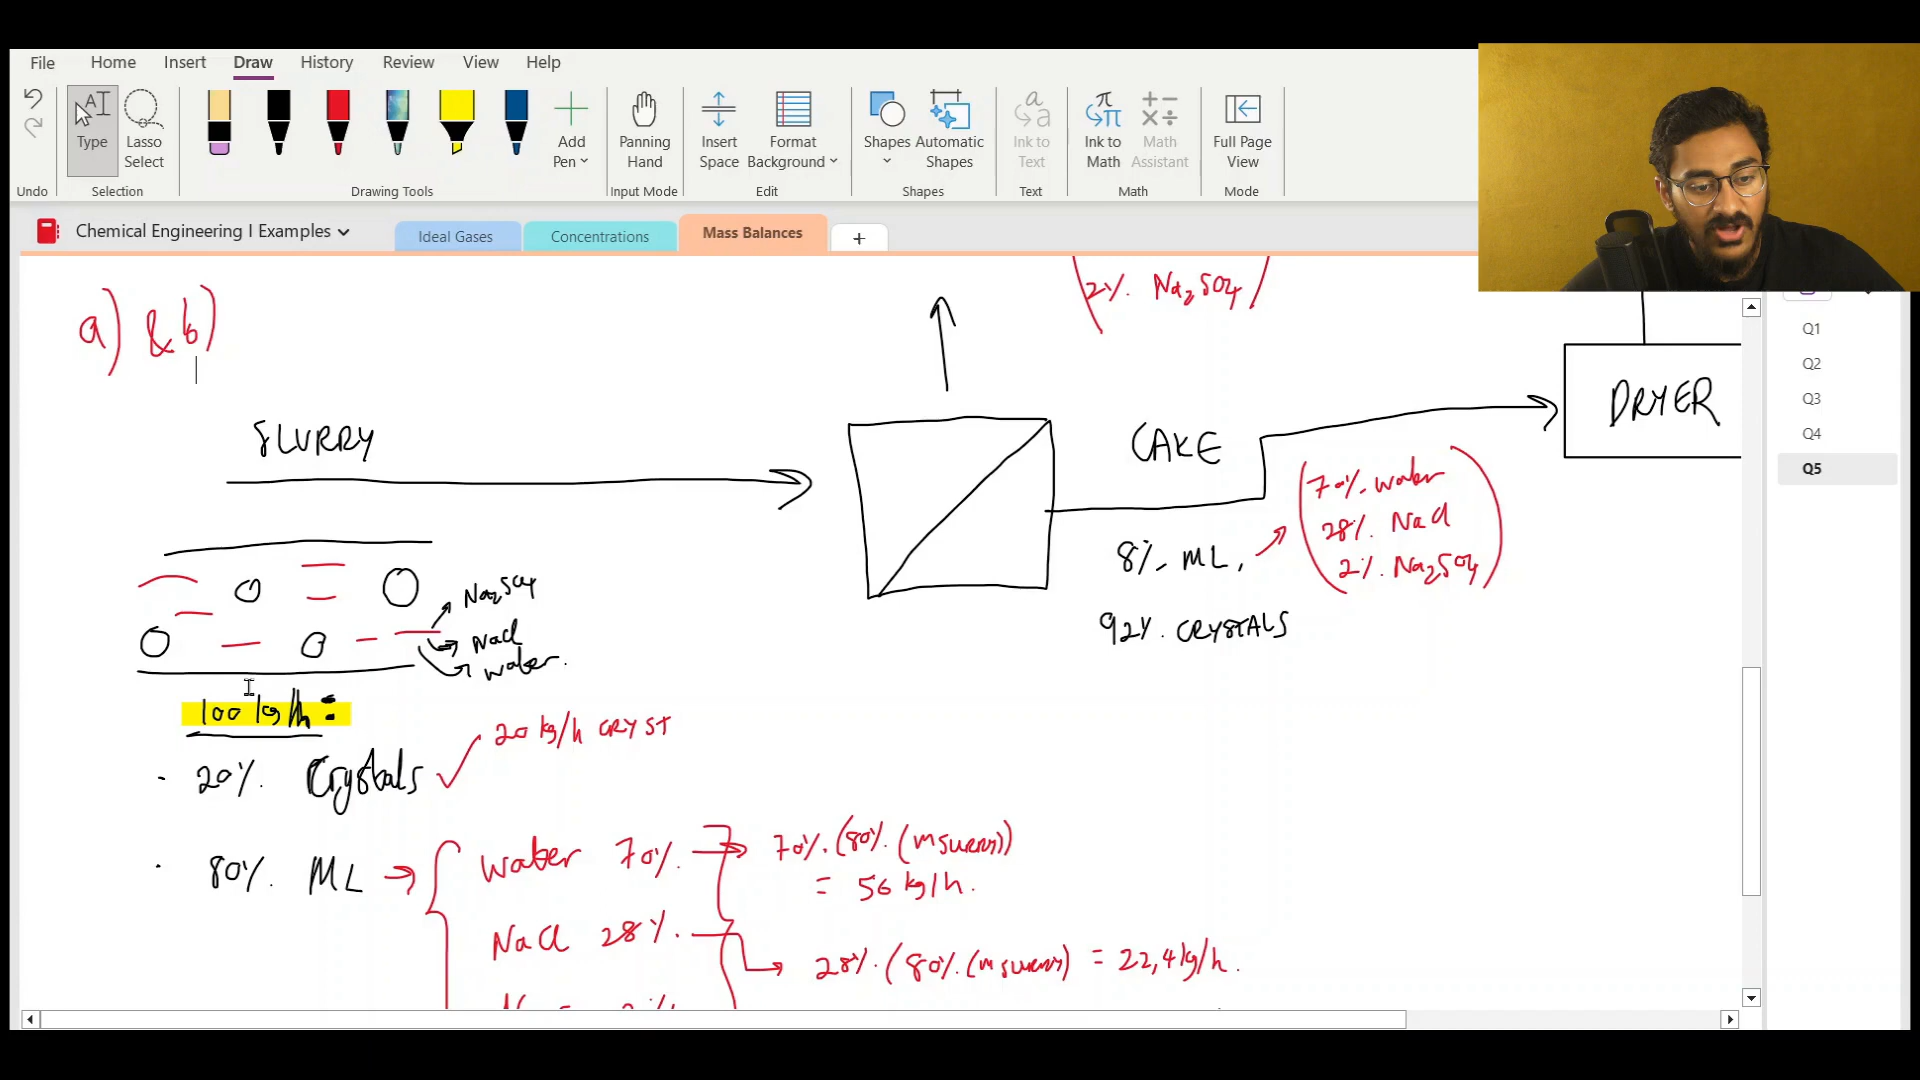 File Home Insert Draw History Review View Help
Type
Lasso Select
Add Pen
Panning Hand
Insert Space
Format Background
Shapes
Automatic Shapes
Ink to Text
Ink to Math
Math Assistant
Full Page View
Undo
Selection
Drawing Tools
Input Mode
Edit
Shapes
Text
Math
Mode
Chemical Engineering I Examples
Ideal Gases
Concentrations
Mass Balances
+
Q1
Q2
Q3
Q4
Q5
a) & b)
2% Na2SO4
SLURRY
CAKE
DRYER
70% water
28% NaCl
2% Na2SO4
8% ML,
92% CRYSTALS
Na2SO4
NaCl
water.
100 kg/h:
20 kg/h CRYST
· 20% Crystals
· 80% ML
water 70%
70% (80% (mSLURRY))
= 56 kg/h.
NaCl 28%.
28% (80% (mSLURRY) = 22,4 kg/h.